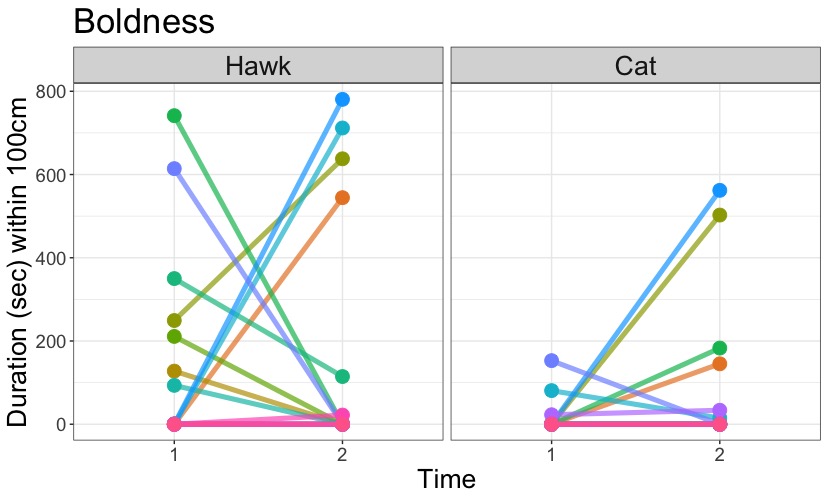 Boldness
Hawk
Cat
Duration (sec) within 100cm
800
600
400
200
0
1
2
1
2
Time